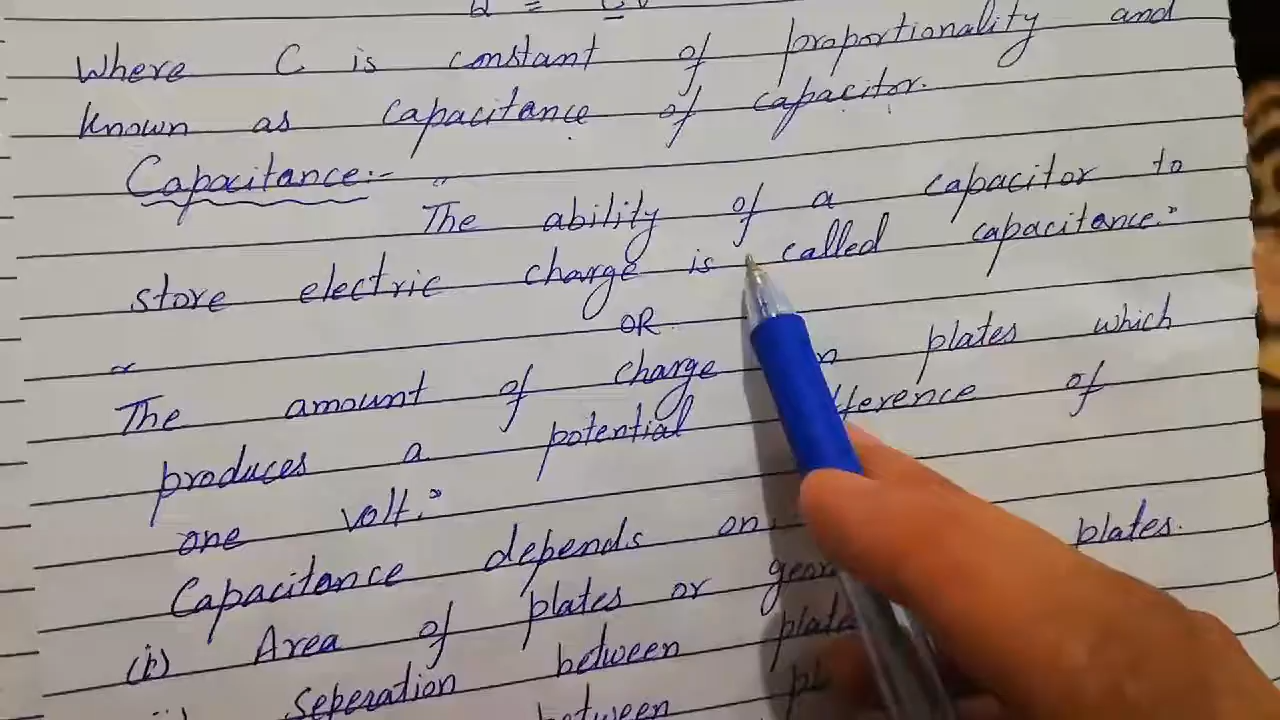 Q = CV
Where C is constant of proportionality and
known as capacitance of capacitor.
Capacitance:-
"The ability of a capacitor to
store electric charge is called capacitance."
OR
"The amount of charge plates which
produces a potential of
one volt."
Capacitance depends on. plates.
(i) Area of plates or
seperation between
between